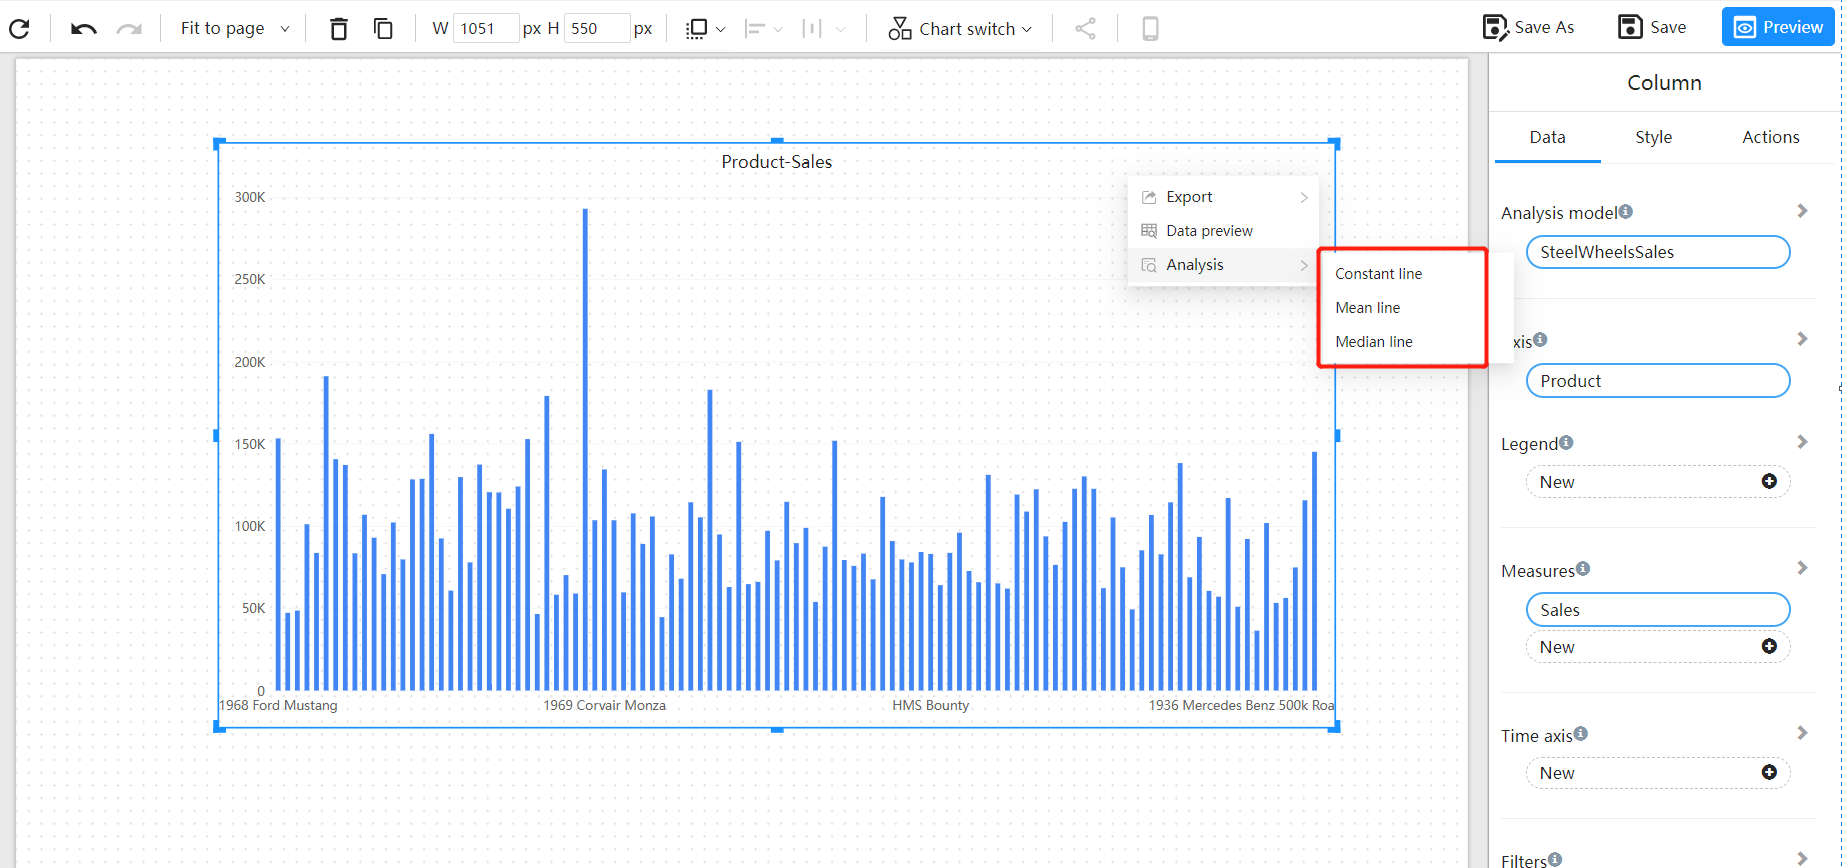 Fit to page
W 1051 px H 550 px
Chart switch
Save As
Save
Preview
Product-Sales
300K
250K
200K
150K
100K
50K
0
1968 Ford Mustang
1969 Corvair Monza
HMS Bounty
1936 Mercedes Benz 500k Roa
Export
Data preview
Analysis
Constant line
Mean line
Median line
Column
Data
Style
Actions
Analysis model
SteelWheelsSales
xis
Product
Legend
New
Measures
Sales
New
Time axis
New
Filters